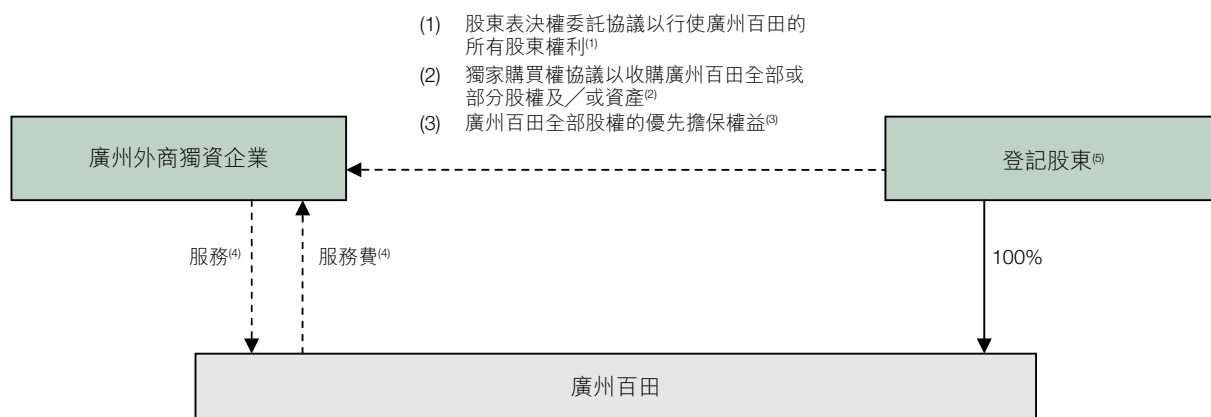 (1) 股東表決權委託協議以行使廣州百田的
所有股東權利(1)
(2) 獨家購買權協議以收購廣州百田全部或
部分股權及／或資產(2)
(3) 廣州百田全部股權的優先擔保權益(3)
廣州外商獨資企業
登記股東(5)
服務(4)
服務費(4)
100%
廣州百田